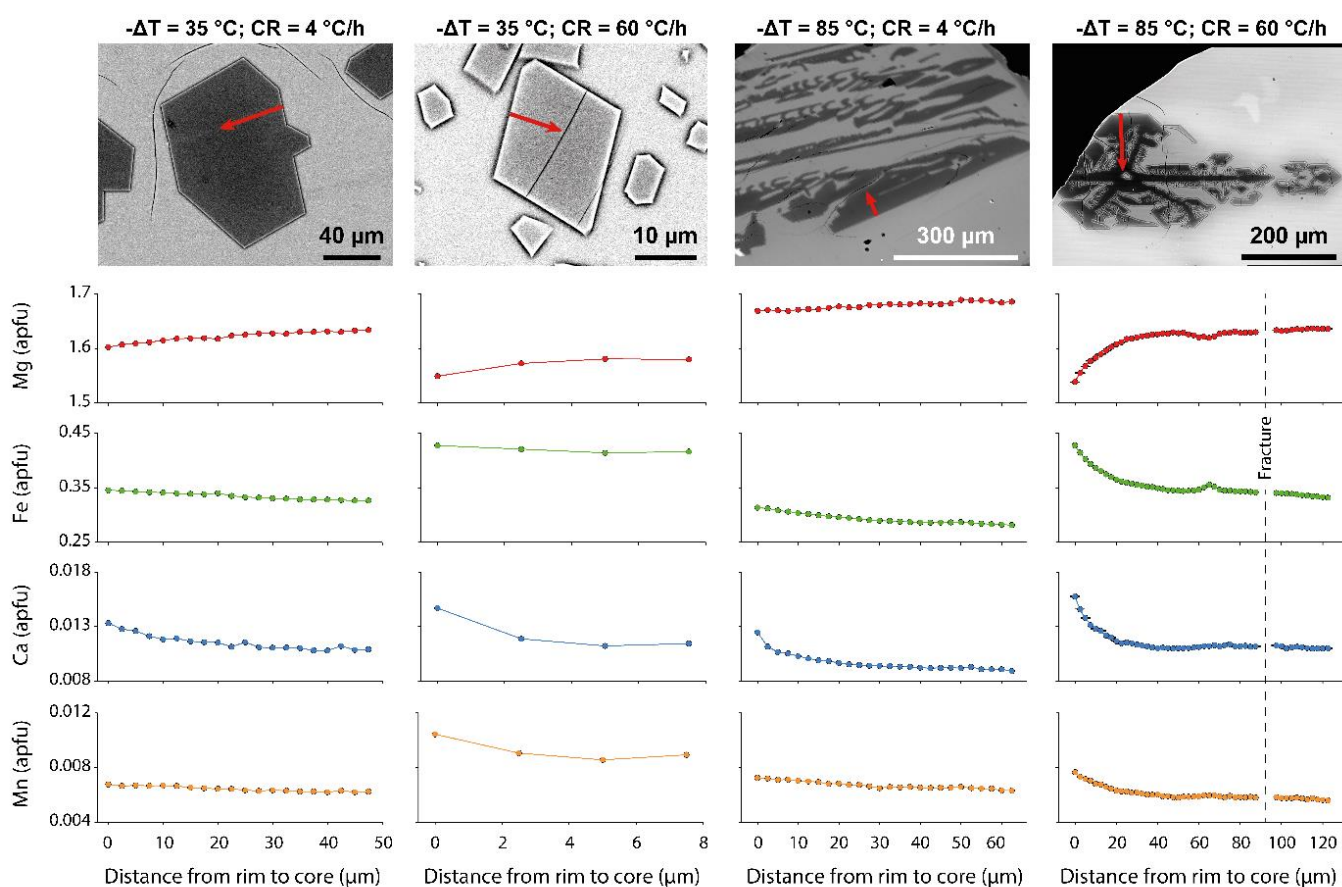 -ΔT = 35 °C; CR = 4 °C/h
-ΔT = 35 °C; CR = 60 °C/h
-ΔT = 85 °C; CR = 4 °C/h
-ΔT = 85 °C; CR = 60 °C/h
40 µm
10 µm
300 µm
200 µm
Mg (apfu)
1.7
1.6
1.5
Fe (apfu)
0.45
0.35
0.25
Fracture
Ca (apfu)
0.018
0.013
0.008
Mn (apfu)
0.012
0.008
0.004
0 10 20 30 40 50
0 2 4 6 8
0 10 20 30 40 50 60
0 20 40 60 80 100 120
Distance from rim to core (µm)
Distance from rim to core (µm)
Distance from rim to core (µm)
Distance from rim to core (µm)